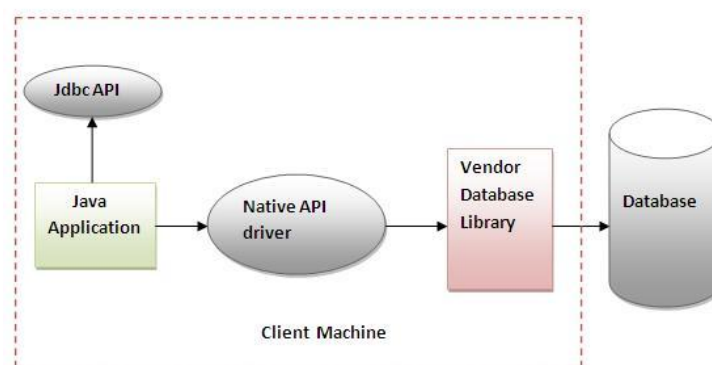 Jdbc API
Java
Application
Native API
driver
Vendor
Database
Library
Database
Client Machine